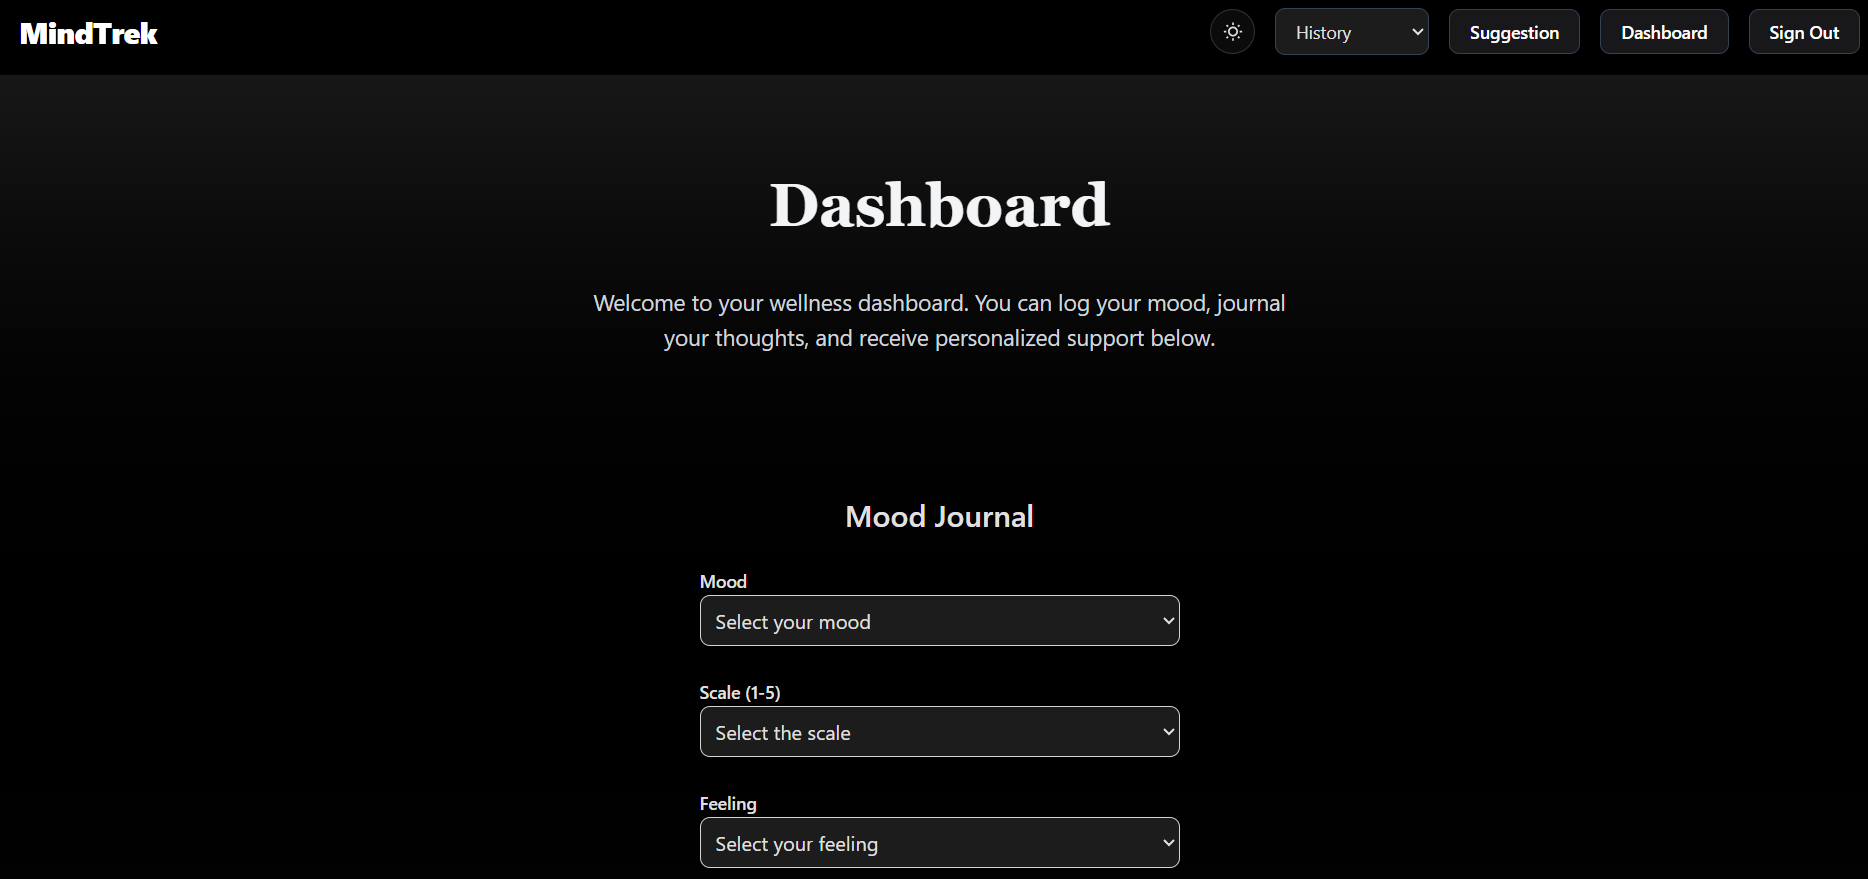 MindTrek
History
Suggestion
Dashboard
Sign Out
Dashboard
Welcome to your wellness dashboard. You can log your mood, journal
your thoughts, and receive personalized support below.
Mood Journal
Mood
Select your mood
Scale (1-5)
Select the scale
Feeling
Select your feeling